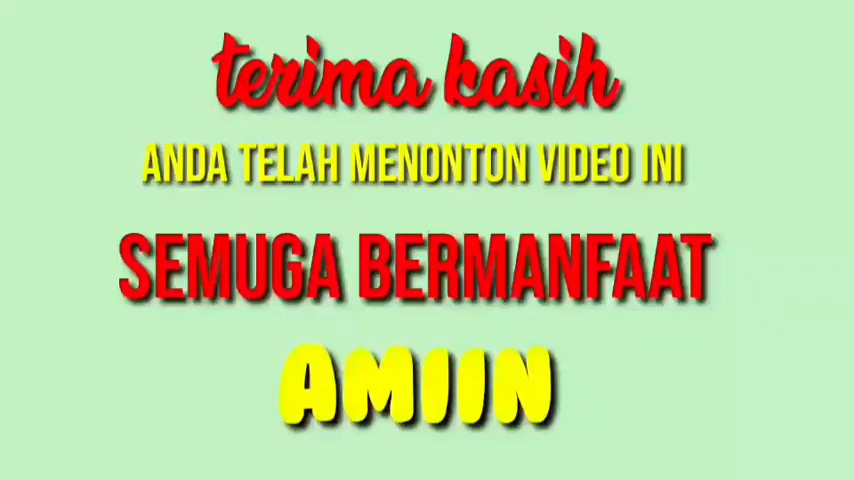 terima kasih
ANDA TELAH MENONTON VIDEO INI
SEMUGA BERMANFAAT
AMIIN